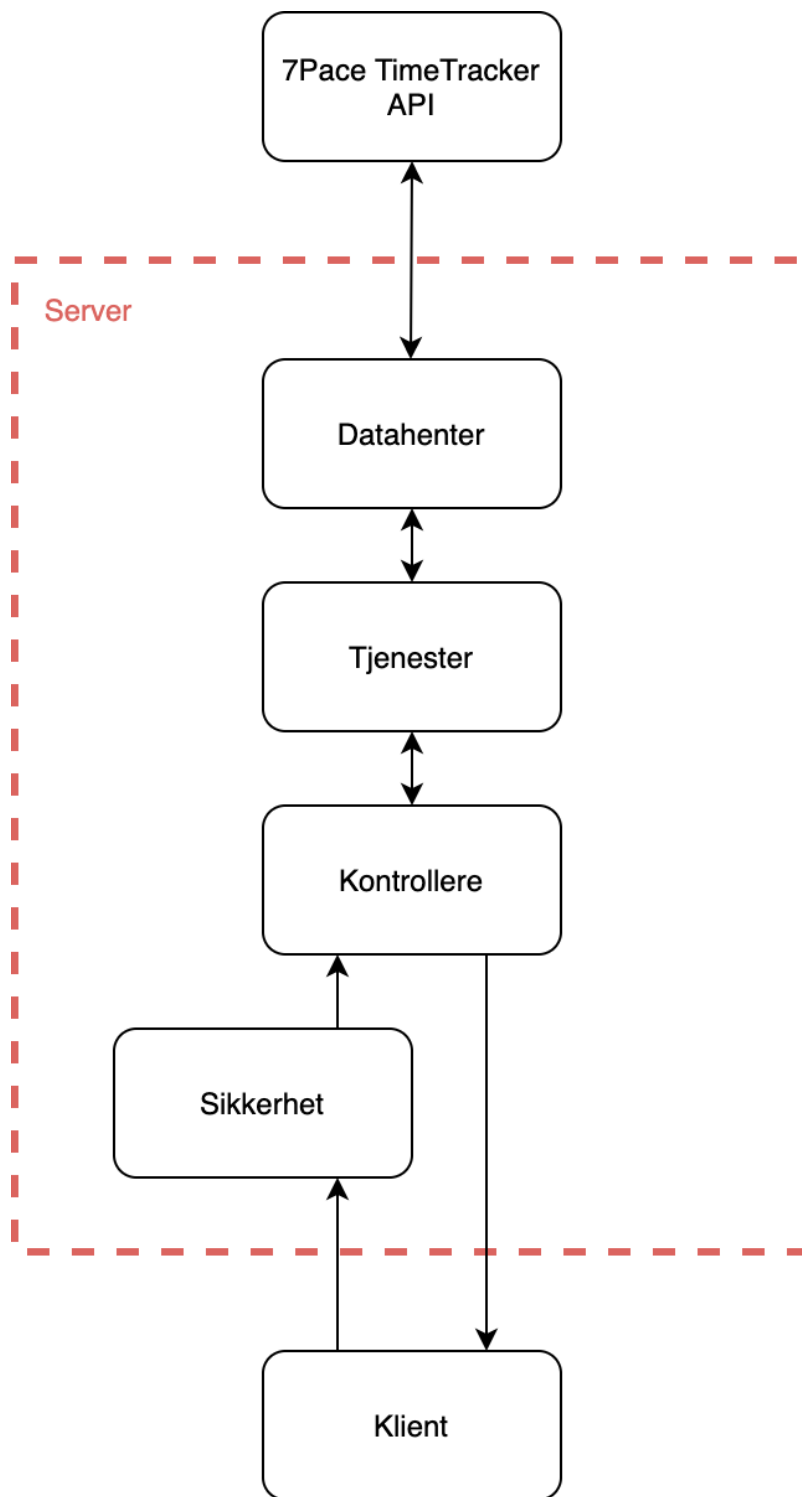 7Pace TimeTracker
API
Server
Datahenter
Tjenester
Kontrollere
Sikkerhet
Klient